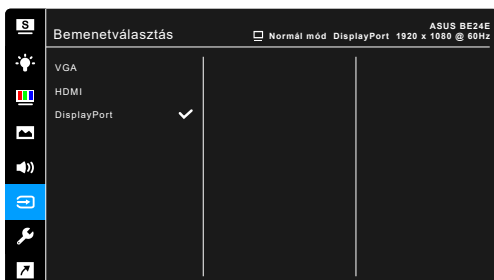 S
Bemenetválasztás
ASUS BE24E
Normál mód DisplayPort 1920 x 1080 @ 60Hz
VGA
HDMI
DisplayPort